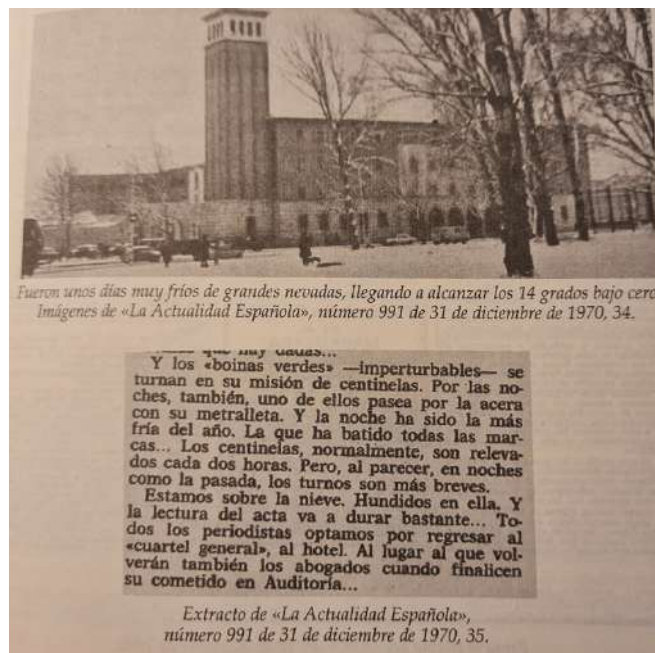 Fueron unos días muy fríos de grandes nevadas, llegando a alcanzar los 14 grados bajo cero
Imágenes de «La Actualidad Española», número 991 de 31 de diciembre de 1970, 34.
que hay dadas...
Y los «boinas verdes» —imperturbables— se
turnan en su misión de centinelas. Por las no-
ches, también, uno de ellos pasea por la acera
con su metralleta. Y la noche ha sido la más
fría del año. La que ha batido todas las mar-
cas... Los centinelas, normalmente, son releva-
dos cada dos horas. Pero, al parecer, en noches
como la pasada, los turnos son más breves.
Estamos sobre la nieve. Hundidos en ella. Y
la lectura del acta va a durar bastante... To-
dos los periodistas optamos por regresar al
«cuartel general», al hotel. Al lugar al que vol-
verán también los abogados cuando finalicen
su cometido en Auditoría...
Extracto de «La Actualidad Española»,
número 991 de 31 de diciembre de 1970, 35.